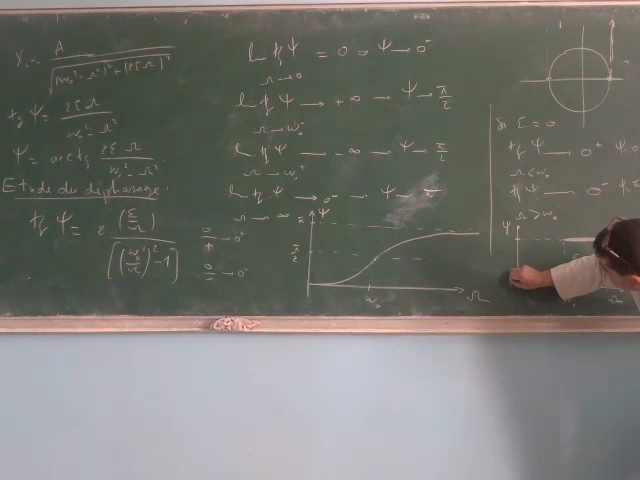 X₁ = A / √((ω₀² - Ω²)² + (2ξΩ)²)
tg Ψ = 2ξΩ / ω₀² - Ω²
Ψ = arctg 2ξΩ / ω₀² - Ω²
Etude du déphasage.
tg Ψ = 2 (ξ/Ω) / [(ω₀/Ω)² - 1]
0/+ → 0⁺
0/- → 0⁻
lim tg Ψ = 0 → Ψ → 0⁻
Ω → 0
lim tg Ψ → +∞ → Ψ → π/2
Ω → ω₀⁻
lim tg Ψ → -∞ → Ψ → π/2
Ω → ω₀⁺
lim tg Ψ → 0⁻ → Ψ → π
Ω → ∞
Ψ
π
π/2
ω₀
Ω
Si ξ = 0
tg Ψ → 0⁺
Ω < ω₀
tg Ψ → 0⁻
Ω > ω₀
Ψ
Ω